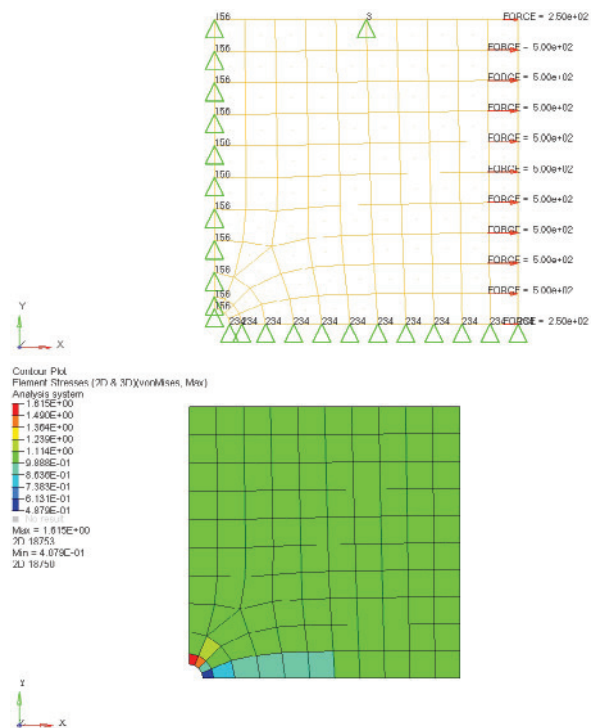 156 3 FORCE = 2.50e+02
156 FORCE = 5.00e+02
156 FORCE = 5.00e+02
156 FORCE = 5.00e+02
156 FORCE = 5.00e+02
156 FORCE = 5.00e+02
156 FORCE = 5.00e+02
156 FORCE = 5.00e+02
156 FORCE = 5.00e+02
156 FORCE = 5.00e+02
156
234 234 234 234 234 234 234 234 234 FORCE = 2.50e+02
Y
Z X
Contour Plot
Element Stresses (2D & 3D)(vonMises, Max)
Analysis system
1.615E+00
1.490E+00
1.364E+00
1.239E+00
1.114E+00
9.888E-01
8.636E-01
7.383E-01
6.131E-01
4.879E-01
No result
Max = 1.615E+00
2D 18753
Min = 4.879E-01
2D 18750
Y
Z X